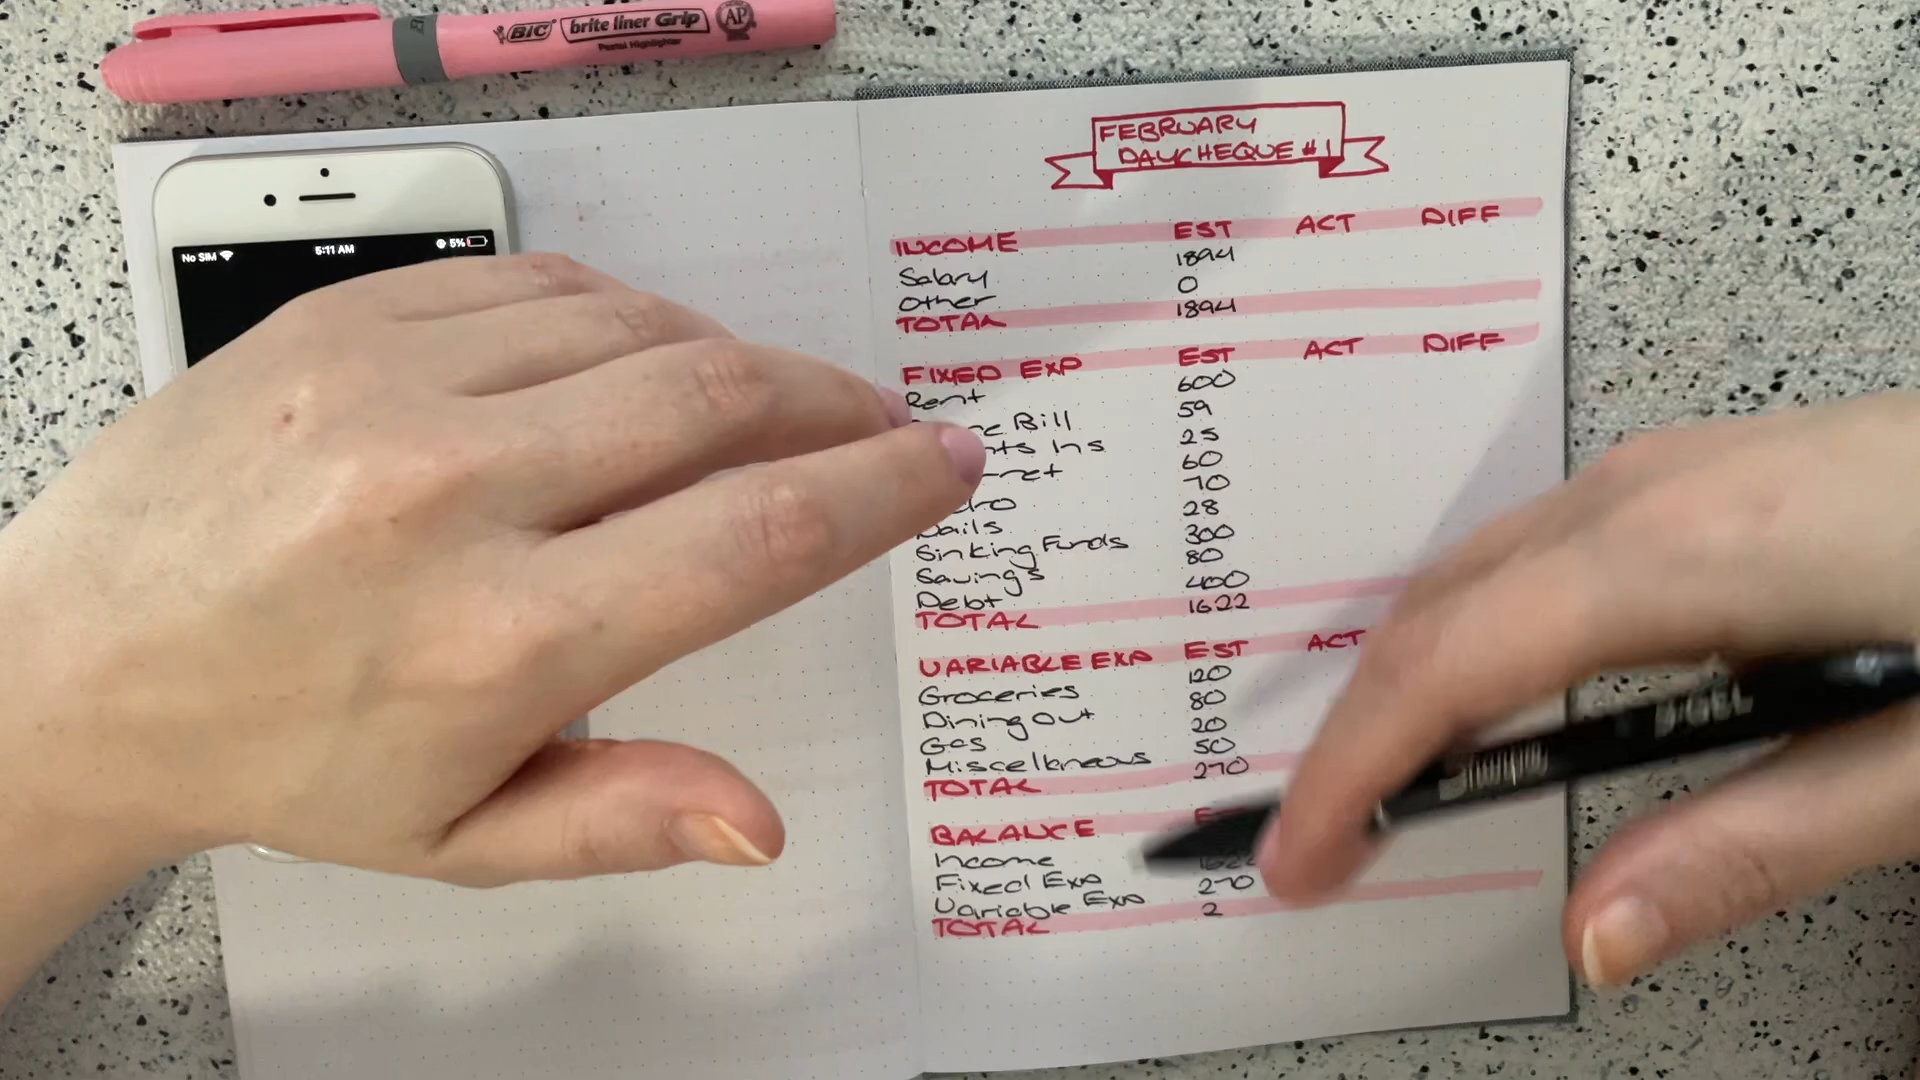 BIC brite liner Grip AP
Pastel Highlighter
No SIM 5:11 AM 5%
FEBRUARY
PAYCHEQUE #1
INCOME EST ACT DIFF
Salary 1894
Other 0
TOTAL 1894
FIXED EXP EST ACT DIFF
Rent 600
Bill 59
Ins 25
60
70
28
Sinking Funds 300
Savings 80
Debt 400
TOTAL 1622
VARIABLE EXP EST ACT
Groceries 120
Dining Out 80
Gas 20
Miscellaneous 50
TOTAL 270
BALANCE
Income
Fixed Exp 1622
Variable Exp 270
TOTAL 2